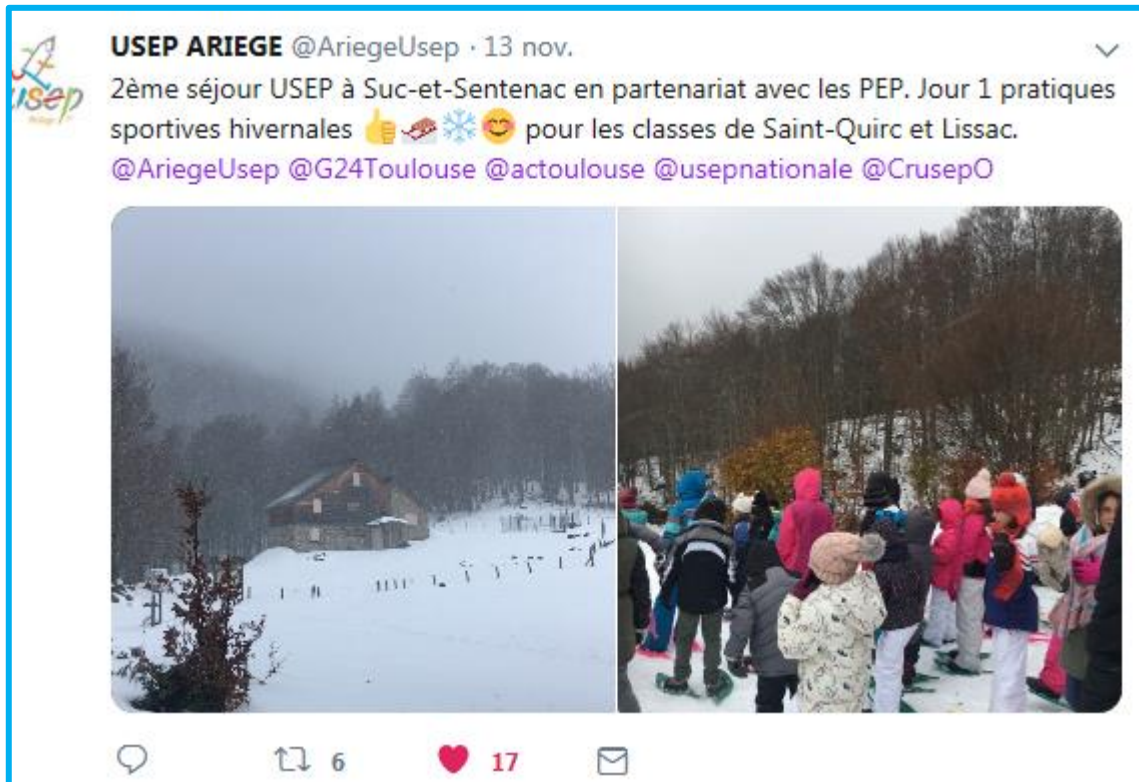 usep
USEP ARIEGE @AriegeUsep · 13 nov.
2ème séjour USEP à Suc-et-Sentenac en partenariat avec les PEP. Jour 1 pratiques
sportives hivernales 👍🛷❄️😊 pour les classes de Saint-Quirc et Lissac.
@AriegeUsep @G24Toulouse @actoulouse @usepnationale @CrusepO
6
17